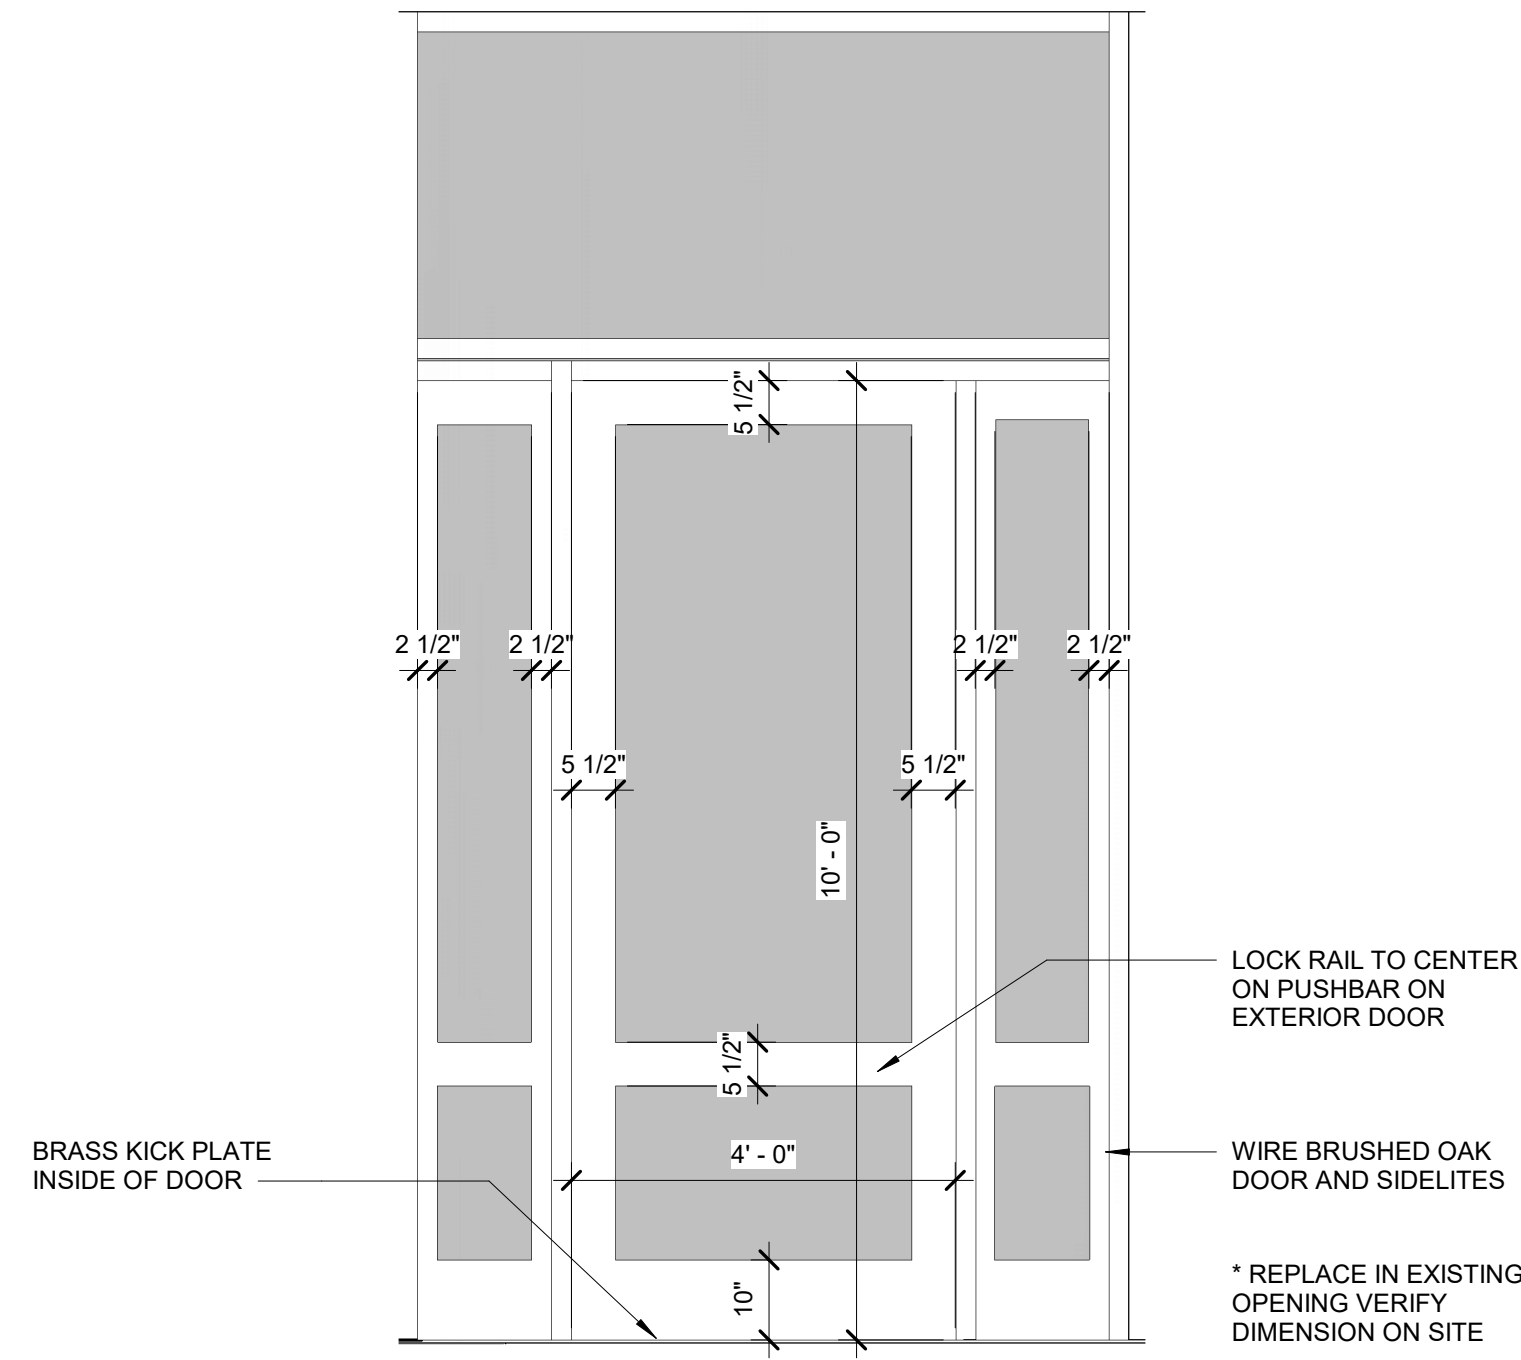 5 1/2"
2 1/2"
2 1/2"
2 1/2"
2 1/2"
5 1/2"
5 1/2"
10' - 0"
LOCK RAIL TO CENTER
ON PUSHBAR ON
EXTERIOR DOOR
5 1/2"
4' - 0"
BRASS KICK PLATE
INSIDE OF DOOR
WIRE BRUSHED OAK
DOOR AND SIDELITES
10"
* REPLACE IN EXISTING
OPENING VERIFY
DIMENSION ON SITE